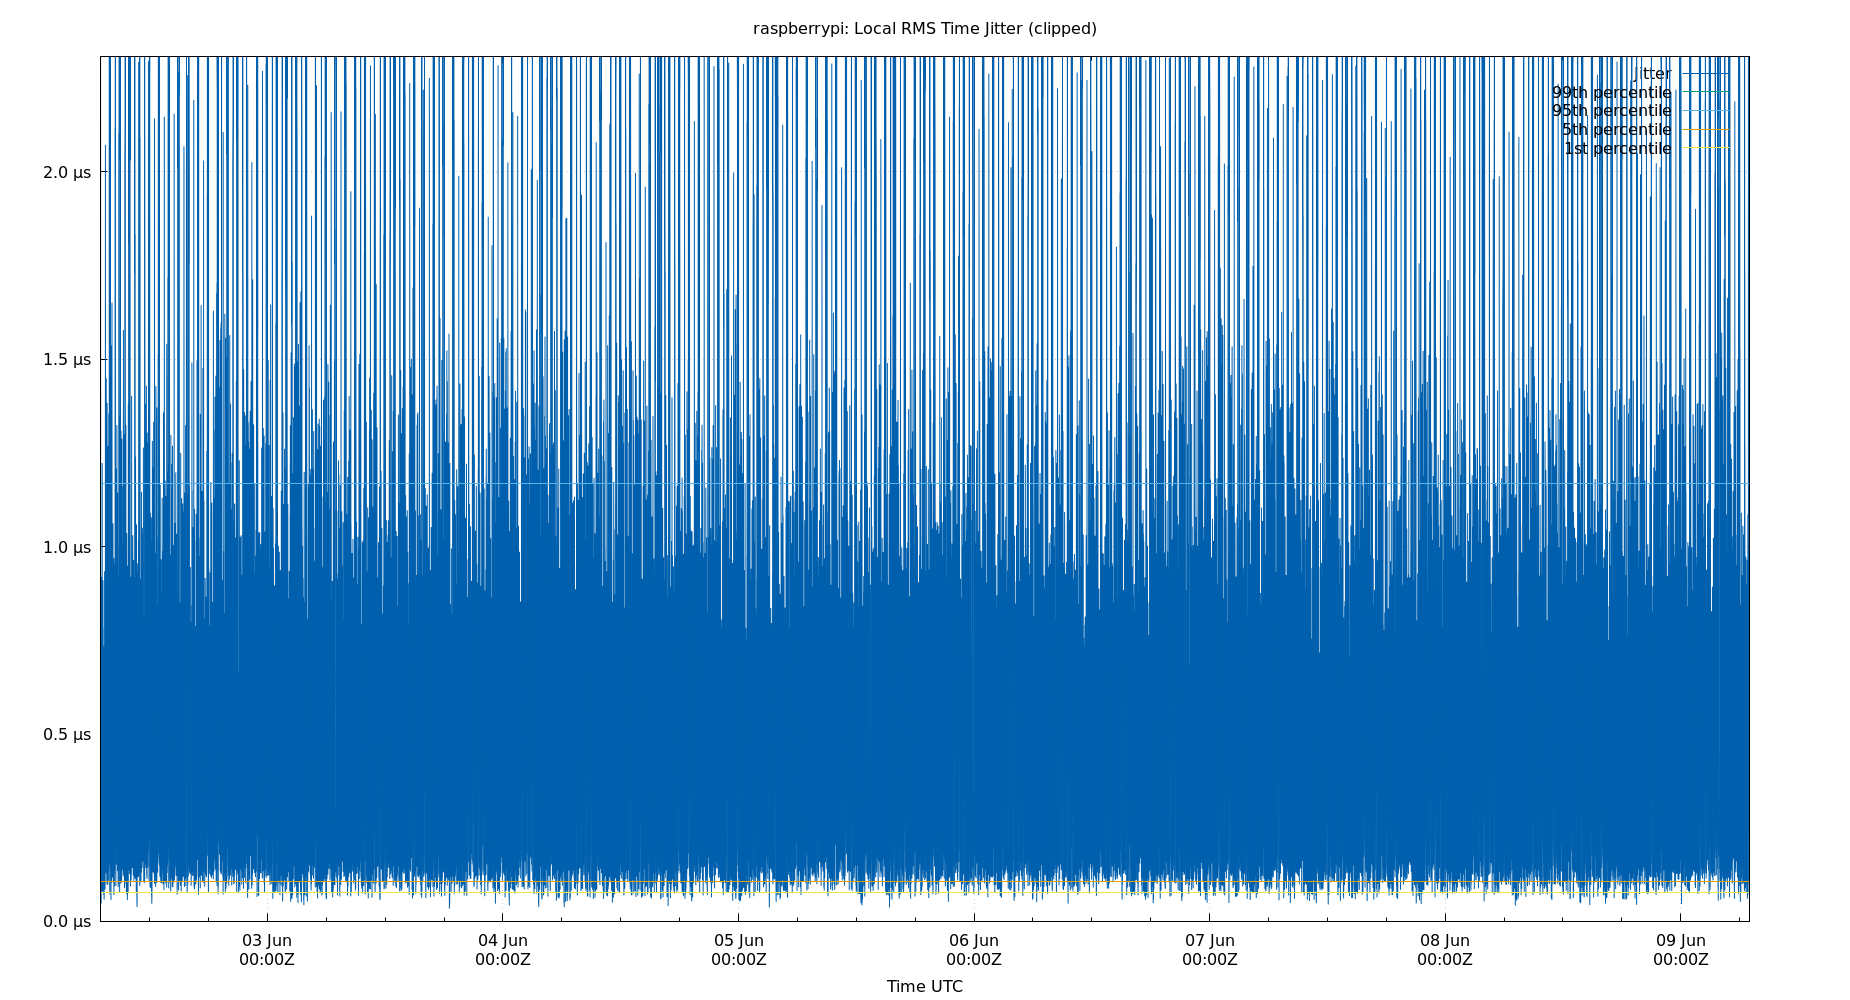 raspberrypi: Local RMS Time Jitter (clipped)
Jitter
99th percentile
95th percentile
5th percentile
1st percentile
2.0 μs
1.5 μs
1.0 μs
0.5 μs
0.0 μs
03 Jun 04 Jun 05 Jun 06 Jun 07 Jun 08 Jun 09 Jun
00:00Z 00:00Z 00:00Z 00:00Z 00:00Z 00:00Z 00:00Z
Time UTC